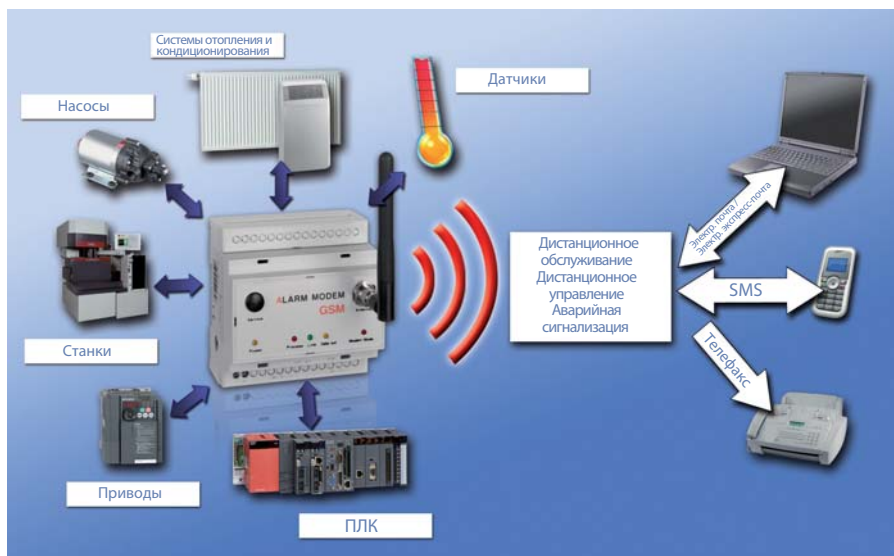 Системы отопления и
кондиционирования
Датчики
Насосы
Электр. почта /
Электр. экспресс-почта
Дистанционное
обслуживание
Дистанционное
управление
Аварийная
сигнализация
ALARM MODEM
GSM
SMS
Станки
Телефакс
Приводы
ПЛК